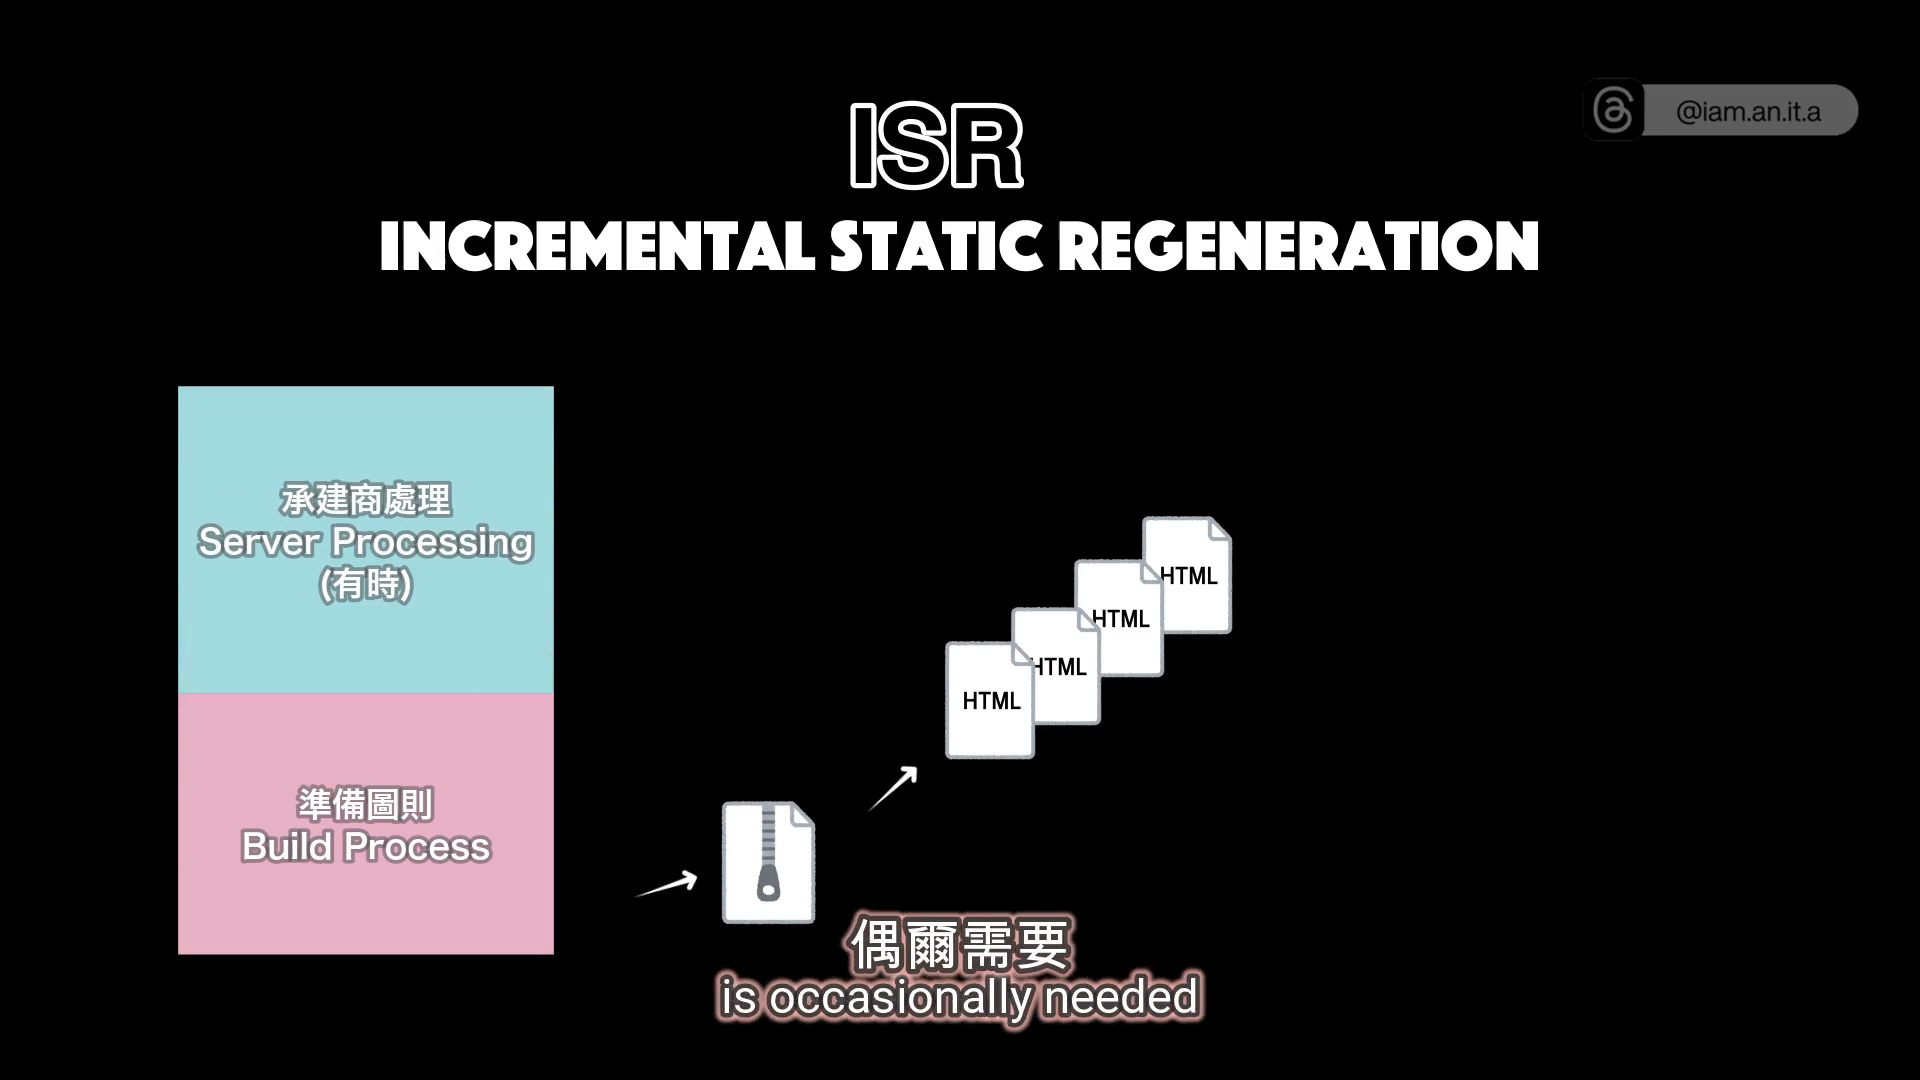 ISR
@iam.an.it.a
INCREMENTAL STATIC REGENERATION
承建商處理
Server Processing
(有時)
HTML
HTML
HTML
HTML
準備圖則
Build Process
偶爾需要
is occasionally needed